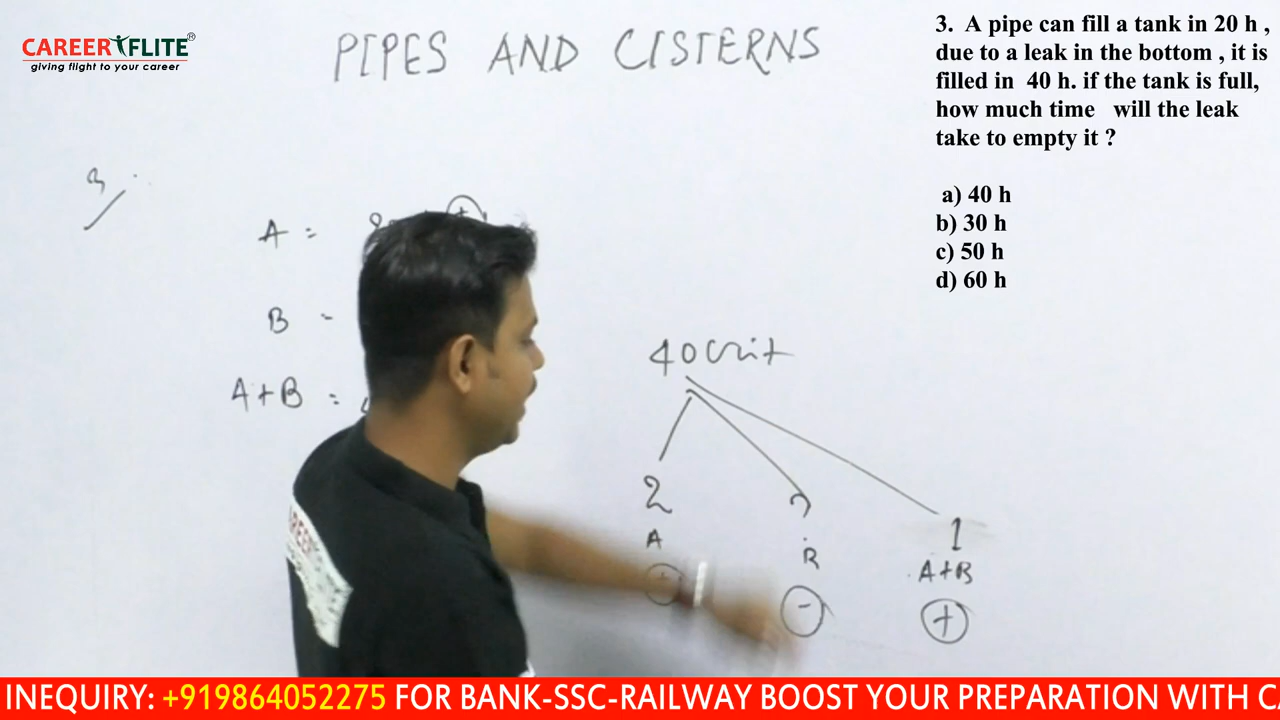 CAREER FLITE®
giving flight to your career
PIPES AND CISTERNS
3. A pipe can fill a tank in 20 h ,
due to a leak in the bottom , it is
filled in 40 h. if the tank is full,
how much time will the leak
take to empty it ?
a) 40 h
b) 30 h
c) 50 h
d) 60 h
3
A =
B -
A+B =
40 Unit
2 ? 1
A B A+B
+ - +
INEQUIRY: +919864052275 FOR BANK-SSC-RAILWAY BOOST YOUR PREPARATION WITH